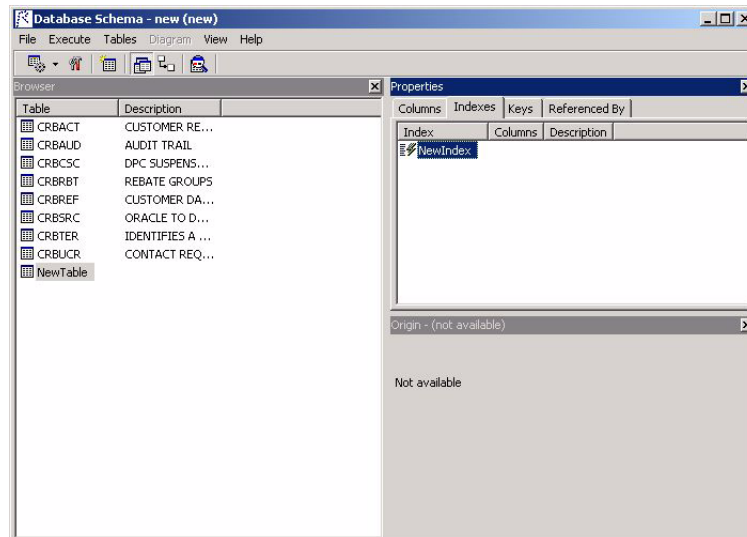 Database Schema - new (new)
File Execute Tables Diagram View Help
Browser
Table Description
CRBACT CUSTOMER RE...
CRBAUD AUDIT TRAIL
CRBCSC DPC SUSPENS...
CRBRBT REBATE GROUPS
CRBREF CUSTOMER DA...
CRBSRC ORACLE TO D...
CRBTER IDENTIFIES A ...
CRBUCR CONTACT REQ...
NewTable
Properties
Columns Indexes Keys Referenced By
Index Columns Description
NewIndex
Origin - (not available)
Not available